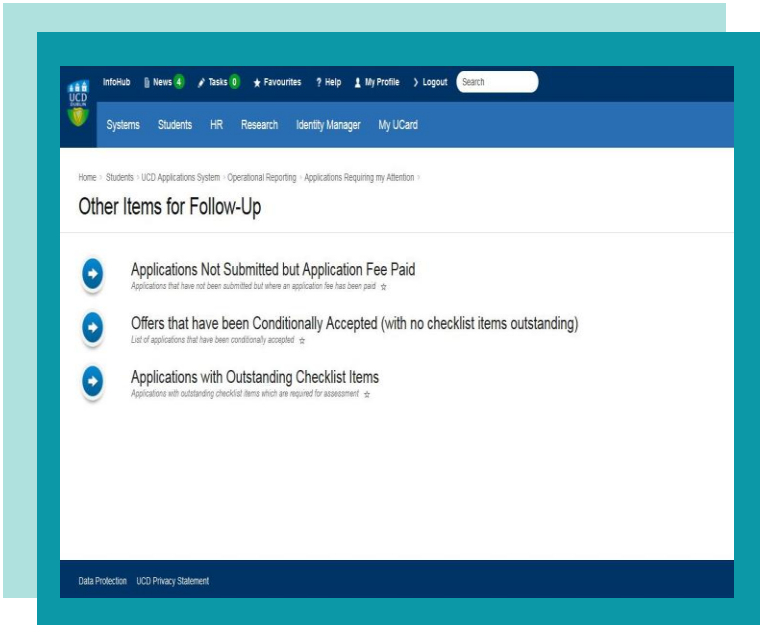 InfoHub News 4 Tasks 0 Favourites ? Help My Profile Logout Search
UCD
DUBLIN
Systems Students HR Research Identity Manager My UCard
Home > Students > UCD Applications System > Operational Reporting > Applications Requiring my Attention >
Other Items for Follow-Up
Applications Not Submitted but Application Fee Paid
Applications that have not been submitted but where an application fee has been paid
Offers that have been Conditionally Accepted (with no checklist items outstanding)
List of applications that have been conditionally accepted
Applications with Outstanding Checklist Items
Applications with outstanding checklist items which are required for assessment
Data Protection UCD Privacy Statement